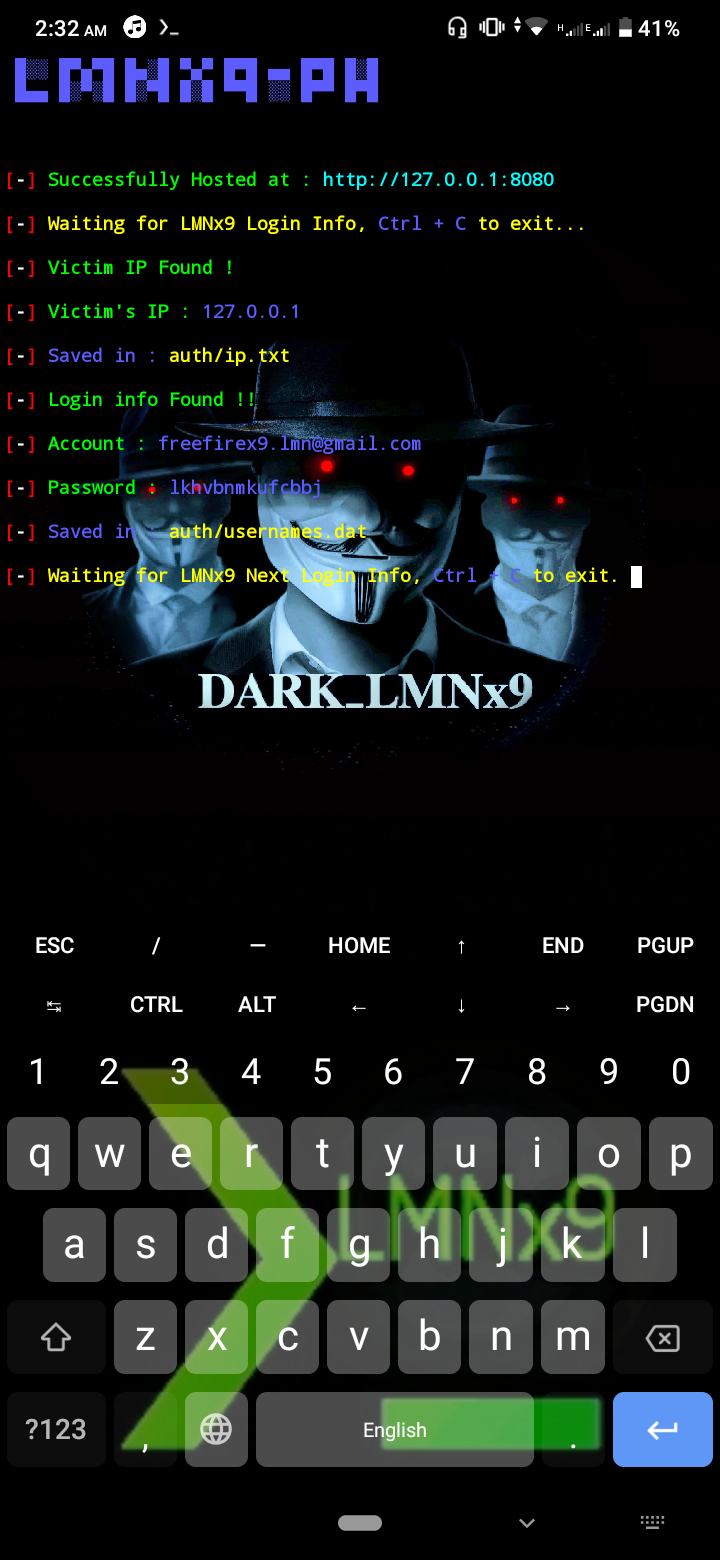 2:32 AM
41%
LMNX9-PH
[-] Successfully Hosted at : http://127.0.0.1:8080
[-] Waiting for LMNx9 Login Info, Ctrl + C to exit...
[-] Victim IP Found !
[-] Victim's IP : 127.0.0.1
[-] Saved in : auth/ip.txt
[-] Login info Found !!
[-] Account : freefirex9.lmn@gmail.com
[-] Password : lkhvbnmkufcbbj
[-] Saved in : auth/usernames.dat
[-] Waiting for LMNx9 Next Login Info, Ctrl + C to exit.
DARK_LMNx9
ESC / — HOME ↑ END PGUP
↹ CTRL ALT ← ↓ → PGDN
1 2 3 4 5 6 7 8 9 0
q w e r t y u i o p
LMNx9
a s d f g h j k l
z x c v b n m
?123 , English .